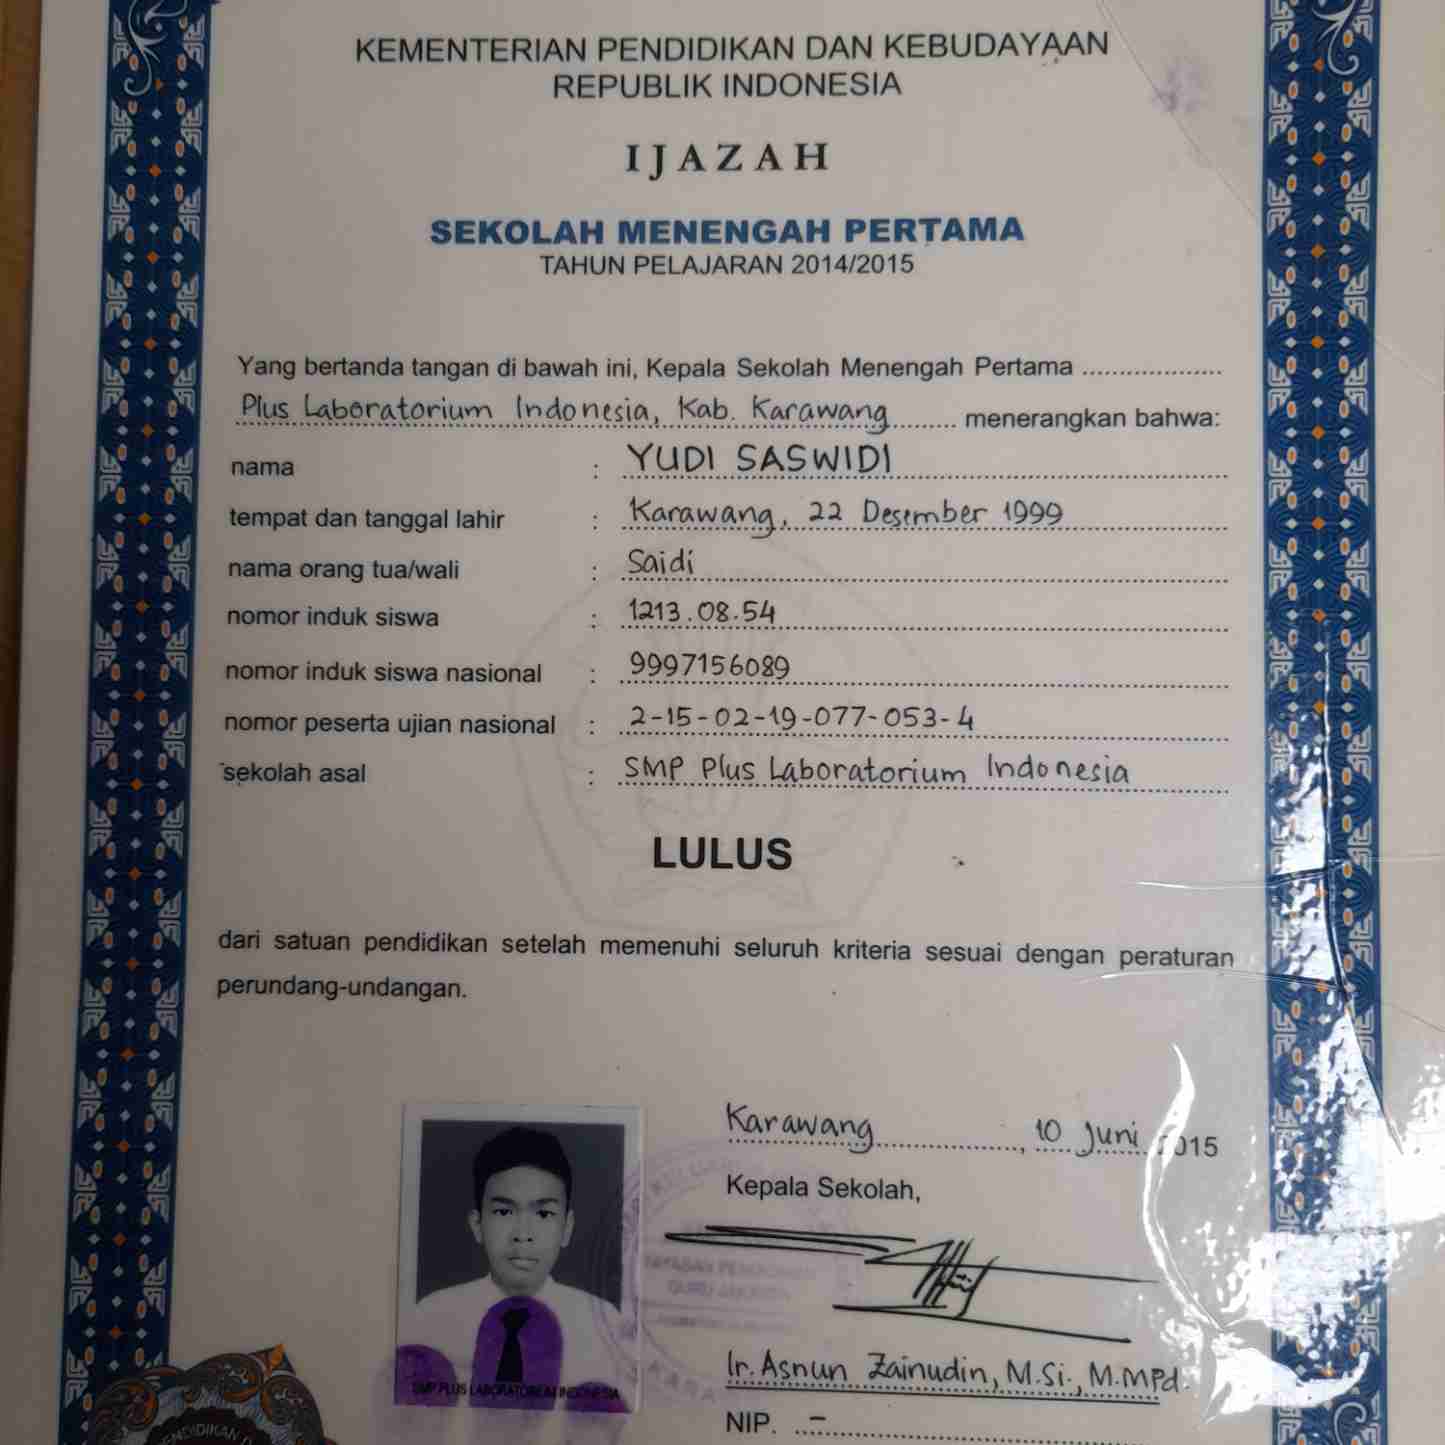 KEMENTERIAN PENDIDIKAN DAN KEBUDAYAAN
REPUBLIK INDONESIA
IJAZAH
SEKOLAH MENENGAH PERTAMA
TAHUN PELAJARAN 2014/2015
Yang bertanda tangan di bawah ini, Kepala Sekolah Menengah Pertama ....................
Plus Laboratorium Indonesia, Kab. Karawang ......... menerangkan bahwa:
nama : YUDI SASWIDI
tempat dan tanggal lahir : Karawang, 22 Desember 1999
nama orang tua/wali : Saidi
nomor induk siswa : 1213.08.54
nomor induk siswa nasional : 9997156089
nomor peserta ujian nasional : 2-15-02-19-077-053-4
sekolah asal : SMP Plus Laboratorium Indonesia
LULUS
dari satuan pendidikan setelah memenuhi seluruh kriteria sesuai dengan peraturan
perundang-undangan.
Karawang, 10 Juni 2015
Kepala Sekolah,
SMP PLUS LABORATORIUM INDONESIA
Ir. Asnun Zainudin, M.Si., M.MPd.
NIP. -